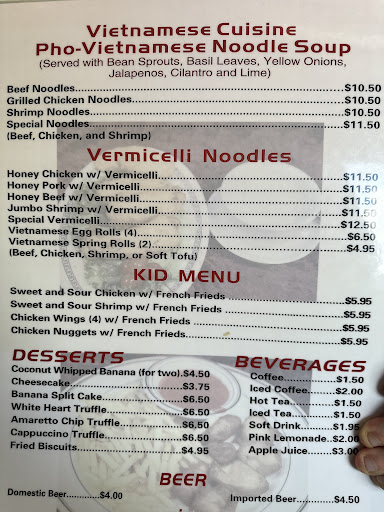 Vietnamese Cuisine
Pho-Vietnamese Noodle Soup
(Served with Bean Sprouts, Basil Leaves, Yellow Onions,
Jalapenos, Cilantro and Lime)
Beef Noodles...$10.50
Grilled Chicken Noodles...$10.50
Shrimp Noodles...$10.50
Special Noodles...$11.50
(Beef, Chicken, and Shrimp)
Vermicelli Noodles
Honey Chicken w/ Vermicelli...$11.50
Honey Pork w/ Vermicelli...$11.50
Honey Beef w/ Vermicelli...$11.50
Jumbo Shrimp w/ Vermicelli...$11.50
Special Vermicelli...$12.50
Vietnamese Egg Rolls (4)...$6.50
Vietnamese Spring Rolls (2)...$4.95
(Beef, Chicken, Shrimp, or Soft Tofu)
KID MENU
Sweet and Sour Chicken w/ French Frieds...$5.95
Sweet and Sour Shrimp w/ French Frieds...$5.95
Chicken Wings (4) w/ French Frieds...$5.95
Chicken Nuggets w/ French Frieds...$5.95
DESSERTS
Coconut Whipped Banana (for two).$4.50
Cheesecake...$3.75
Banana Split Cake...$6.50
White Heart Truffle...$6.50
Amaretto Chip Truffle...$6.50
Cappuccino Truffle...$6.50
Fried Biscuits...$4.95
BEVERAGES
Coffee...$1.50
Iced Coffee...$2.00
Hot Tea...$1.50
Iced Tea...$1.50
Soft Drink...$1.95
Pink Lemonade..$2.00
Apple Juice...$3.00
BEER
Domestic Beer...$4.00
Imported Beer...$4.50